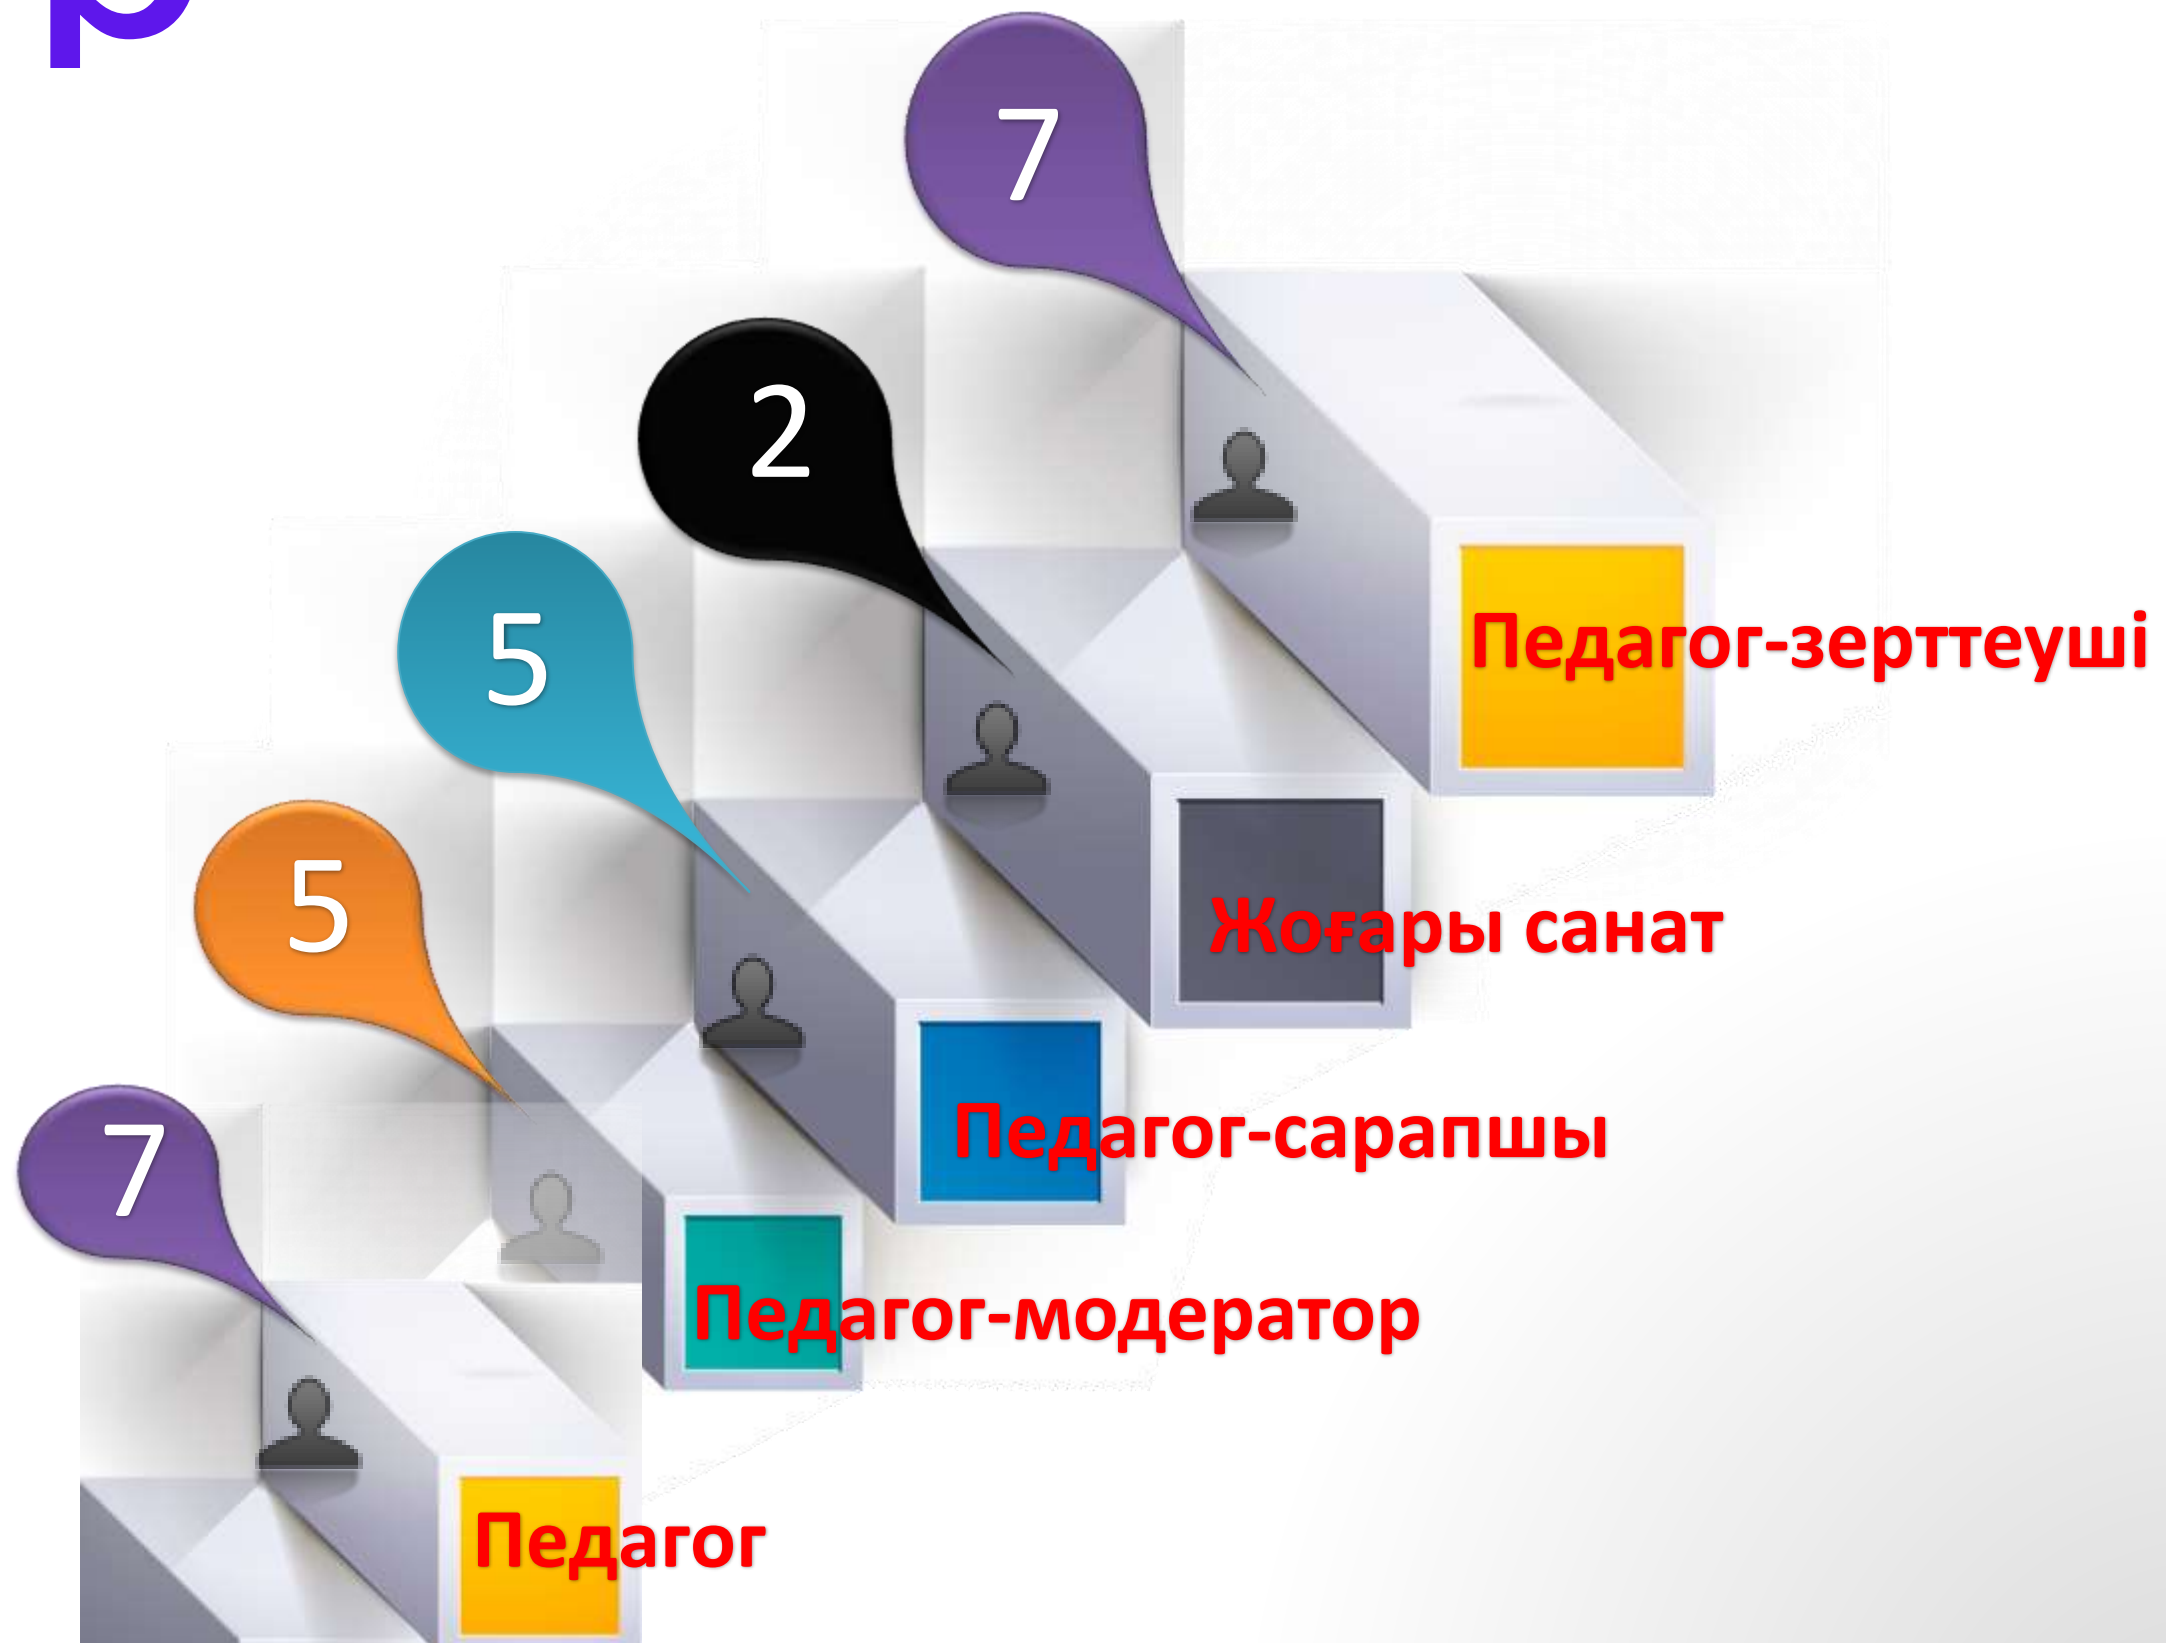 7
Педагог-зерттеуші
2
Жоғары санат
5
Педагог-сарапшы
5
Педагог-модератор
7
Педагог